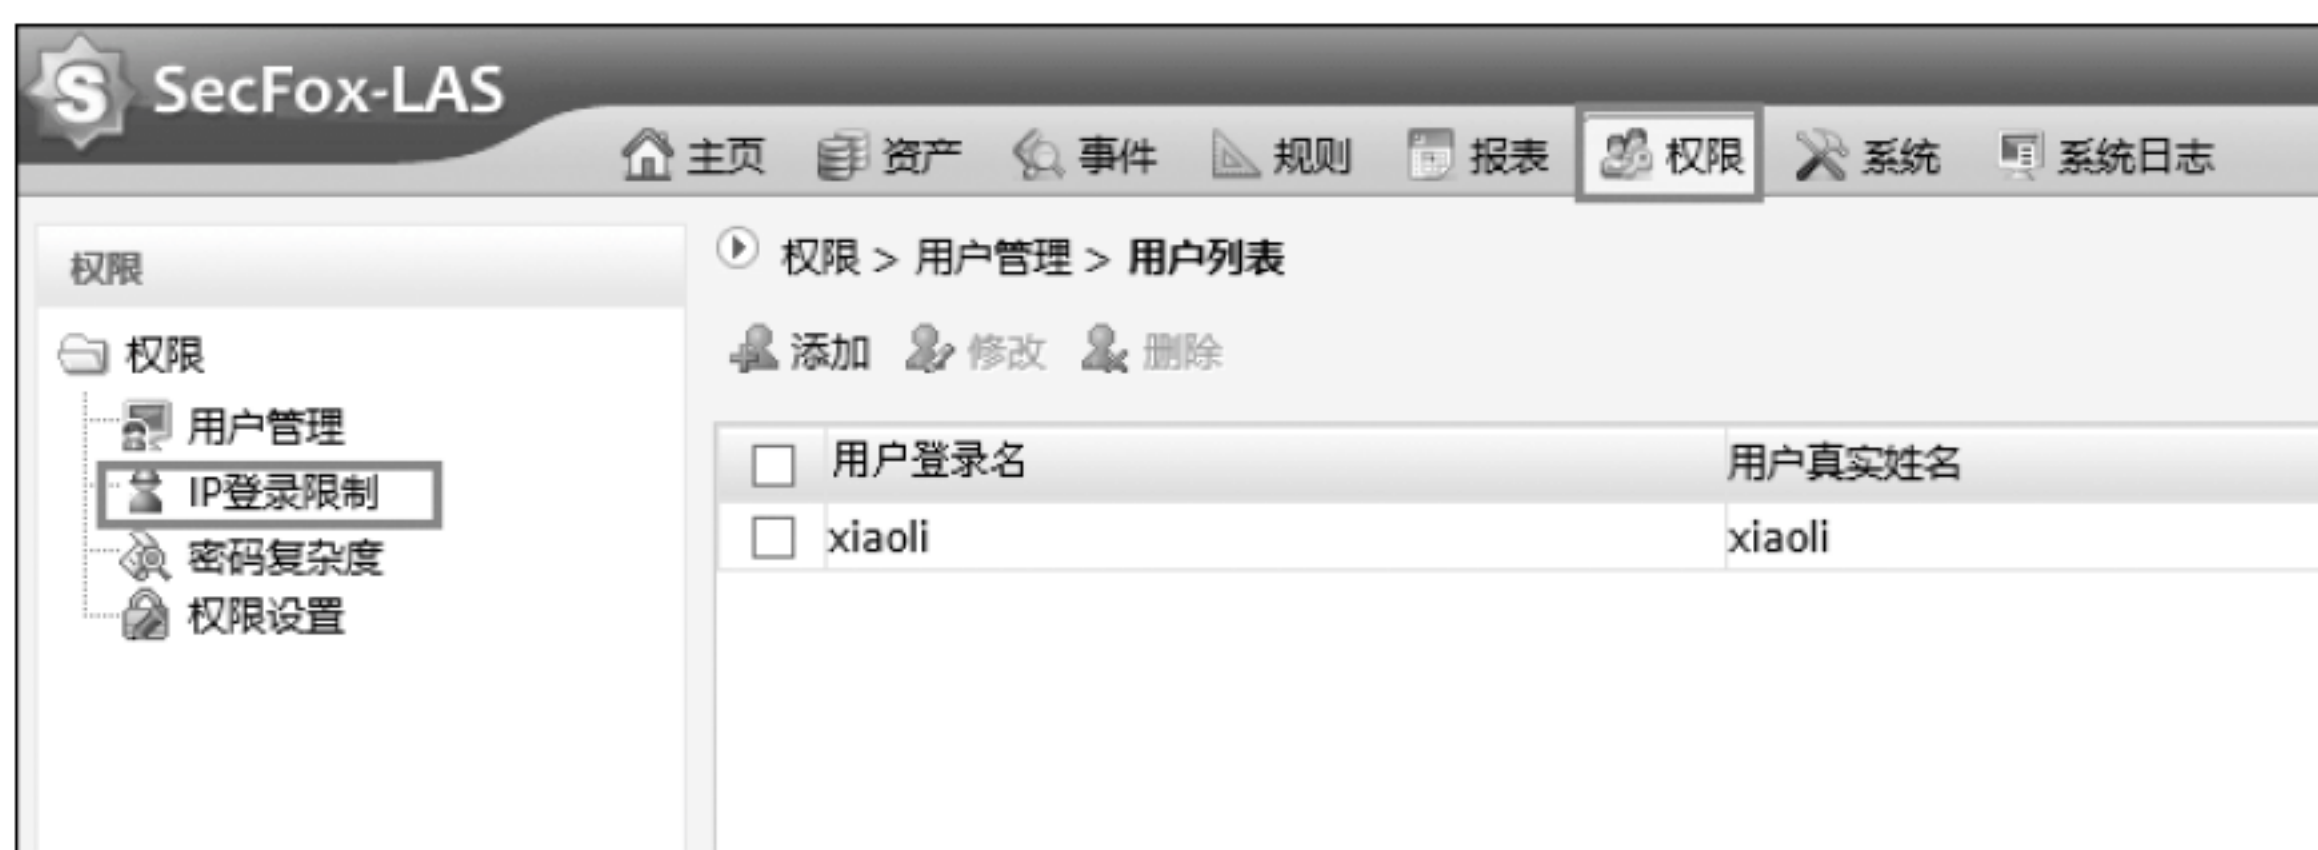 SecFox-LAS
主页 资产 事件 规则 报表 权限 系统 系统日志
权限
权限
用户管理
IP登录限制
密码复杂度
权限设置
权限 > 用户管理 > 用户列表
添加 修改 删除
用户登录名 用户真实姓名
xiaoli xiaoli